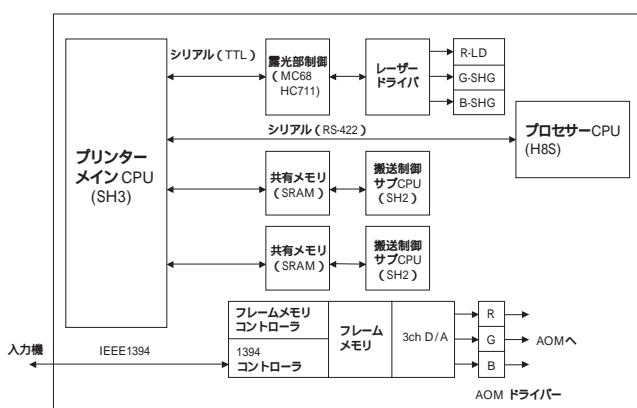 シリアル(TTL)
露光部制御
(MC68
HC711)
レーザー
ドライバ
R-LD
G-SHG
B-SHG
シリアル(RS-422)
プロセサーCPU
(H8S)
プリンター
メインCPU
(SH3)
共有メモリ
(SRAM)
搬送制御
サブCPU
(SH2)
共有メモリ
(SRAM)
搬送制御
サブCPU
(SH2)
フレームメモリ
コントローラ
1394
コントローラ
フレーム
メモリ
3ch D/A
R
G
B
AOMへ
入力機
IEEE1394
AOM ドライバー